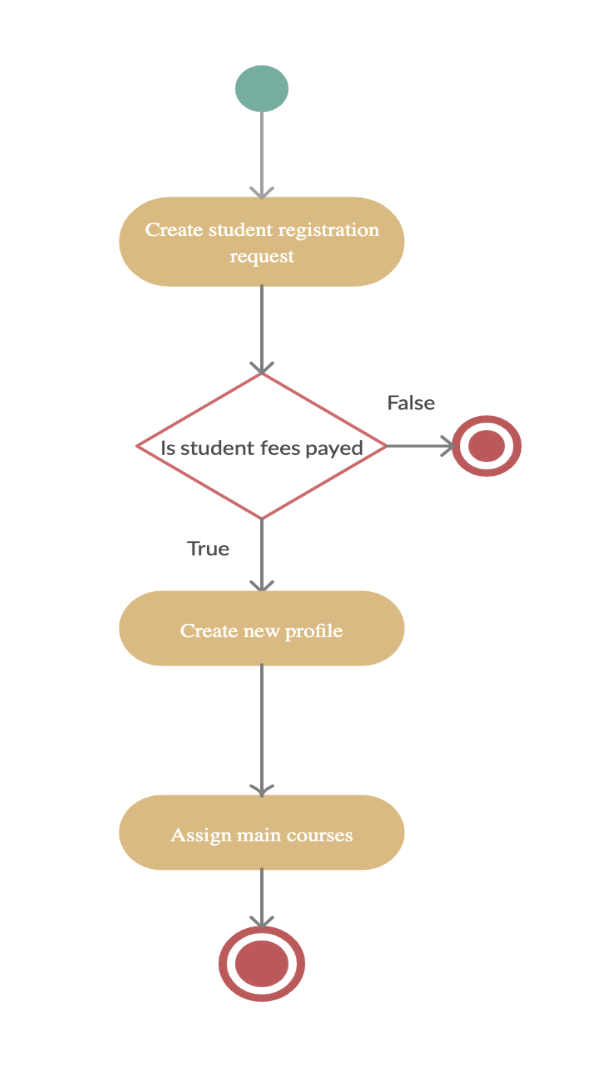 Create student registration
request
False
Is student fees payed
True
Create new profile
Assign main courses